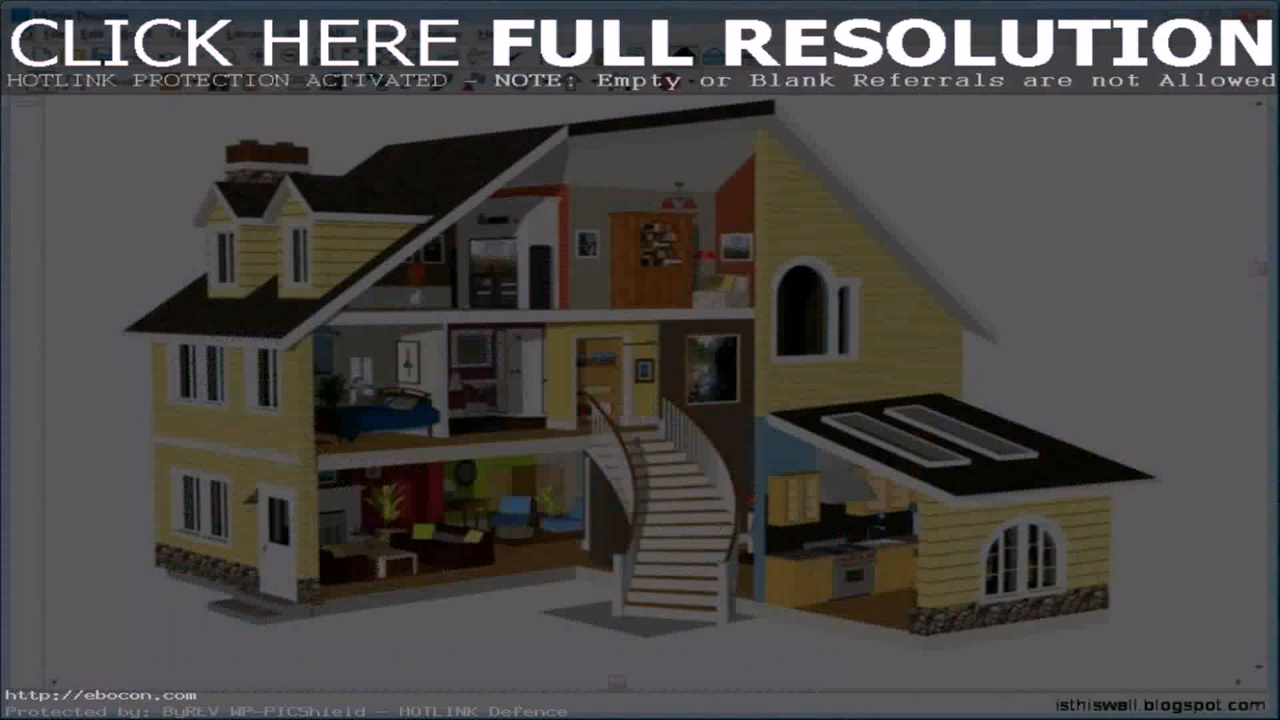 CLICK HERE FULL RESOLUTION
HOTLINK PROTECTION ACTIVATED - NOTE: Empty or Blank Referrals are not Allowed
http://ebocon.com
Protected by: ByREV WP-PICShield - HOTLINK Defence
isthiswall.blogspot.com